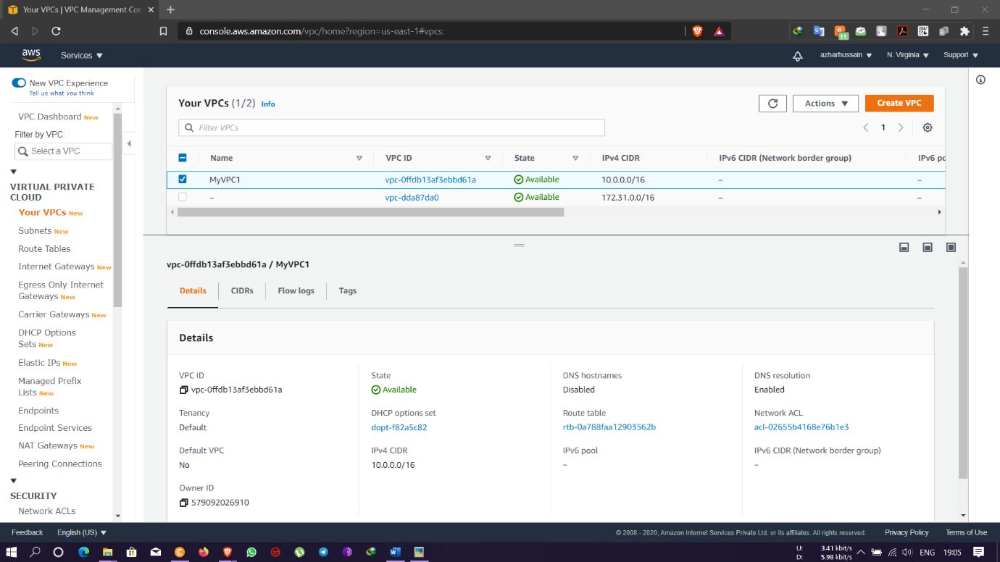 Your VPCs | VPC Management Con
console.aws.amazon.com/vpc/home?region=us-east-1#vpcs:
11
aws
Services
azharhussain
N. Virginia
Support
New VPC Experience
Tell us what you think
VPC Dashboard New
Filter by VPC:
Select a VPC
VIRTUAL PRIVATE
CLOUD
Your VPCs New
Subnets New
Route Tables
Internet Gateways New
Egress Only Internet
Gateways New
Carrier Gateways New
DHCP Options
Sets New
Elastic IPs New
Managed Prefix
Lists New
Endpoints
Endpoint Services
NAT Gateways New
Peering Connections
SECURITY
Network ACLs
Your VPCs (1/2) Info
Actions
Create VPC
Filter VPCs
1
Name VPC ID State IPv4 CIDR IPv6 CIDR (Network border group) IPv6 po
MyVPC1 vpc-0ffdb13af3ebbd61a Available 10.0.0.0/16 – –
– vpc-dda87da0 Available 172.31.0.0/16 – –
vpc-0ffdb13af3ebbd61a / MyVPC1
Details CIDRs Flow logs Tags
Details
VPC ID State DNS hostnames DNS resolution
vpc-0ffdb13af3ebbd61a Available Disabled Enabled
Tenancy DHCP options set Route table Network ACL
Default dopt-f82a5c82 rtb-0a788faa12903562b acl-02655b4168e76b1e3
Default VPC IPv4 CIDR IPv6 pool IPv6 CIDR (Network border group)
No 10.0.0.0/16 – –
Owner ID
579092026910
Feedback English (US) © 2008 - 2020, Amazon Internet Services Private Ltd. or its affiliates. All rights reserved. Privacy Policy Terms of Use
U: 3.41 kbit/s
D: 5.98 kbit/s
ENG 19:05